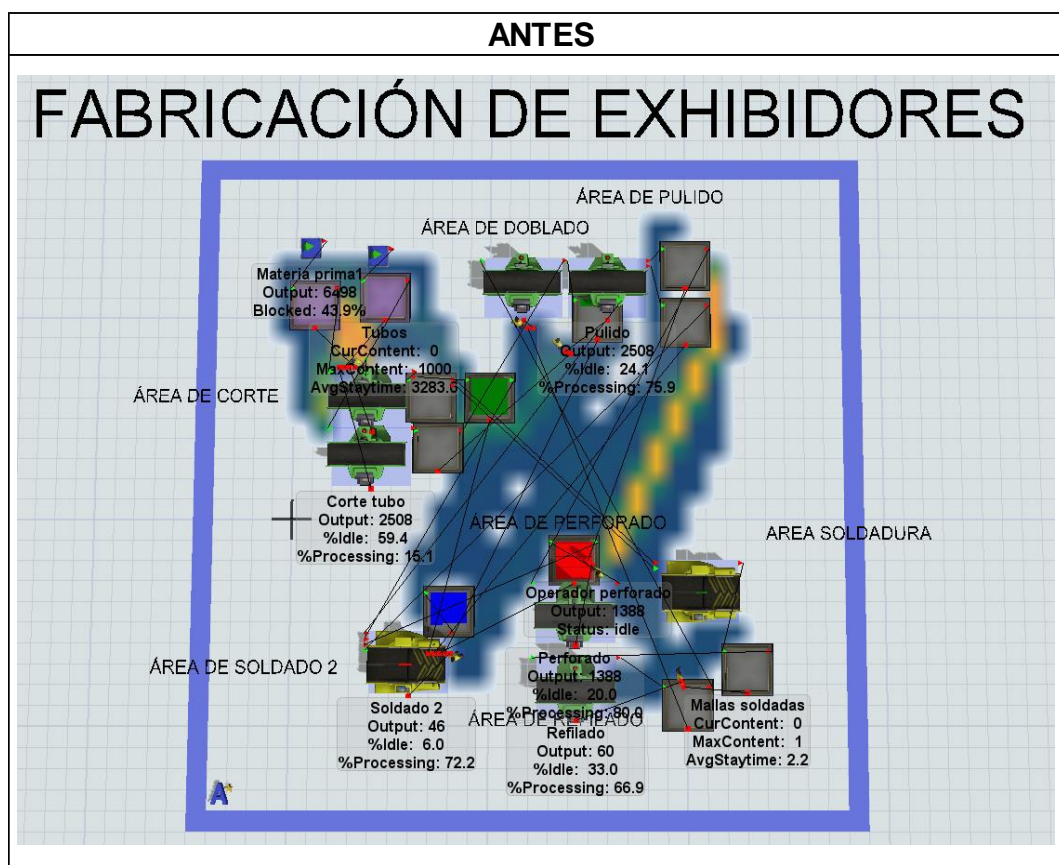 ANTES
FABRICACIÓN DE EXHIBIDORES
ÁREA DE PULIDO
ÁREA DE DOBLADO
Materia prima1
Output: 6498
Blocked: 43.9%
Tubos
CurContent: 0
MaxContent: 1000
AvgStaytime: 3283.6
Pulido
Output: 2508
%Idle: 24.1
%Processing: 75.9
ÁREA DE CORTE
Corte tubo
Output: 2508
%Idle: 59.4
%Processing: 15.1
ÁREA DE PERFORADO
AREA SOLDADURA
Operador perforado
Output: 1388
Status: idle
ÁREA DE SOLDADO 2
Perforado
Output: 1388
%Idle: 20.0
%Processing: 80.0
Soldado 2
Output: 46
%Idle: 6.0
%Processing: 72.2
ÁREA DE REFILADO
Refilado
Output: 60
%Idle: 33.0
%Processing: 66.9
Mallas soldadas
CurContent: 0
MaxContent: 1
AvgStaytime: 2.2
A